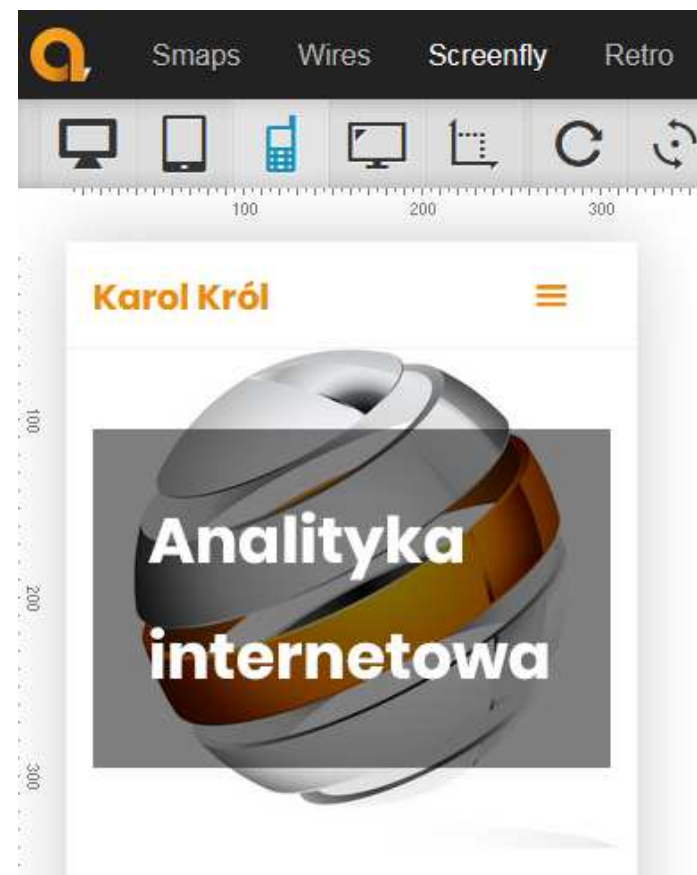 Smaps Wires Screenfly Retro
100 200 300
Karol Król
100
Analityka
200
internetowa
300